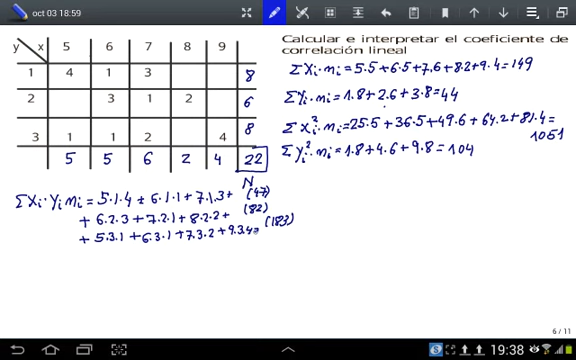 oct 03 18:59
y x 5 6 7 8 9
1 4 1 3 8
2 3 1 2 6
3 1 1 2 4 8
5 5 6 2 4 22
N
Calcular e interpretar el coeficiente de
correlación lineal
Σxi·ni=5·5+6·5+7·6+8·2+9·4=149
Σyi·ni=1·8+2·6+3·8=44
Σxi²·ni=25·5+36·5+49·6+64·2+81·4=
1051
Σyi²·ni=1·8+4·6+9·8=104
Σxi·yi ni=5·1·4+6·1·1+7·1·3+ (47)
+6·2·3+7·2·1+8·2·2+ (82)
+5·3·1+6·3·1+7·3·2+9·3·4= (183)
6 / 11
19:38